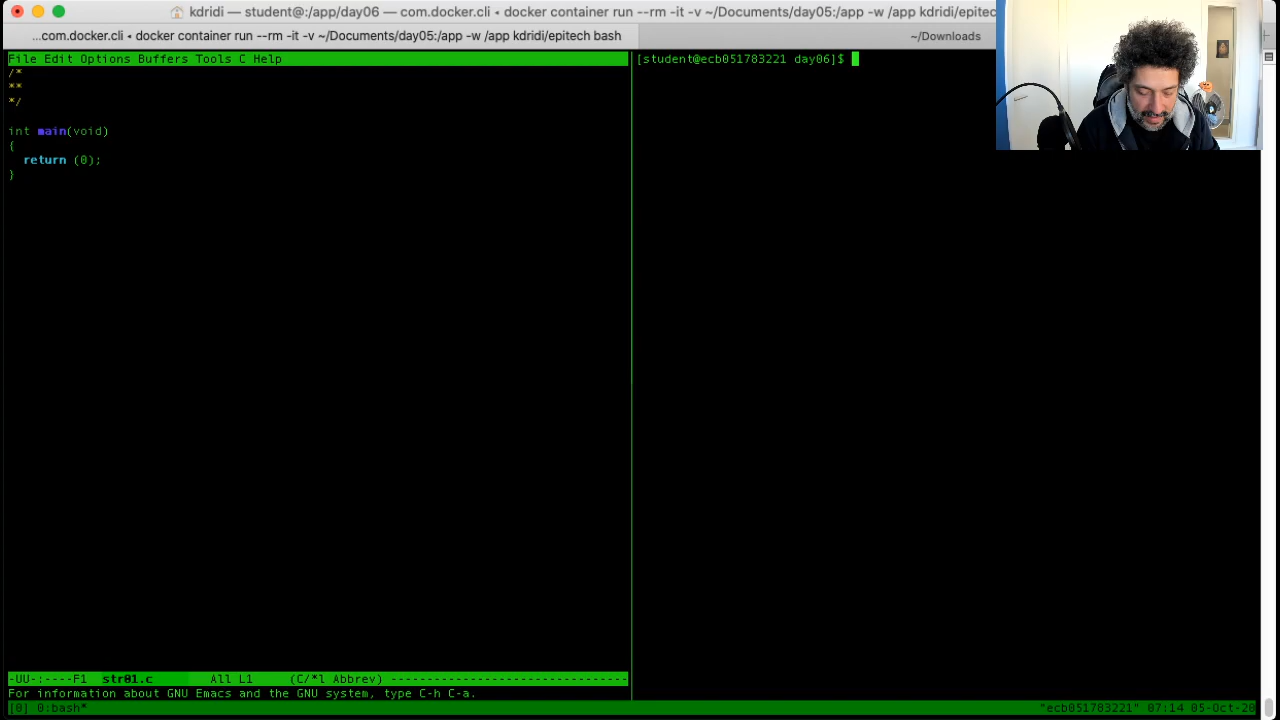 kdridi — student@:/app/day06 — com.docker.cli ◂ docker container run --rm -it -v ~/Documents/day05:/app -w /app kdridi/epitec
...com.docker.cli ◂ docker container run --rm -it -v ~/Documents/day05:/app -w /app kdridi/epitech bash
~/Downloads
File Edit Options Buffers Tools C Help
/*
**
*/
int main(void)
{
return (0);
}
-UU-:----F1 str01.c All L1 (C/*l Abbrev) ---------------------------------
For information about GNU Emacs and the GNU system, type C-h C-a.
[student@ecb051783221 day06]$
[0] 0:bash*
"ecb051783221" 07:14 05-Oct-20